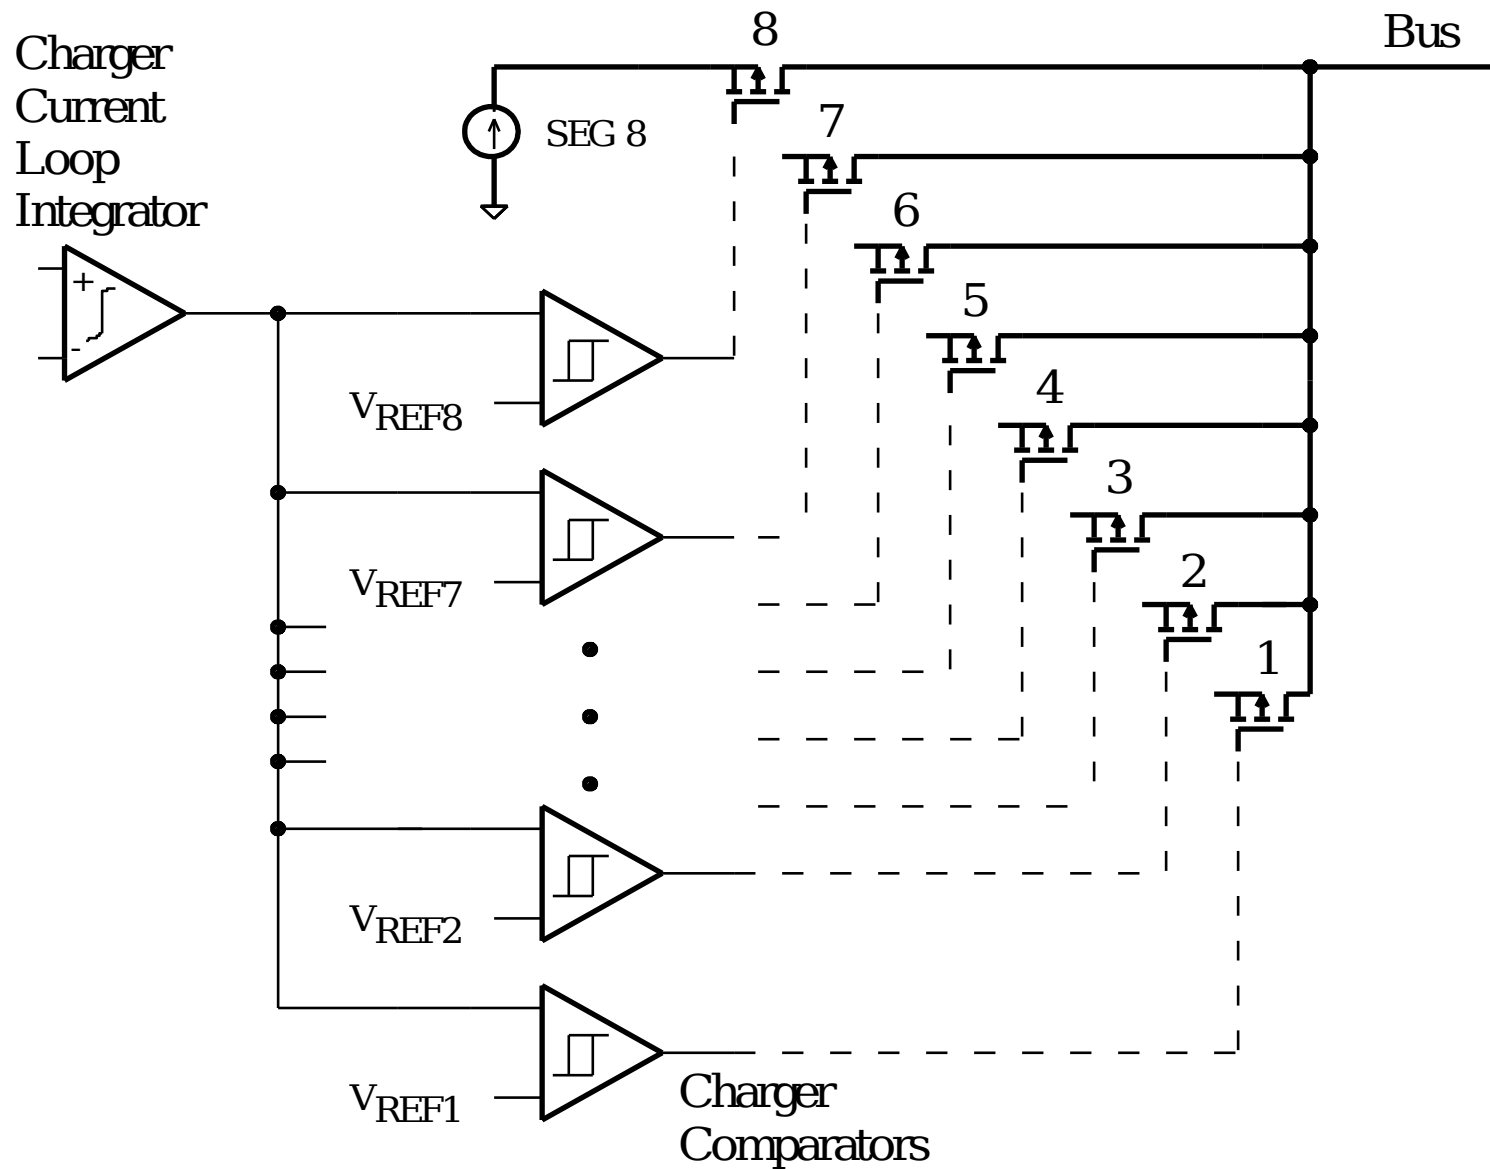 8
Bus
Charger
Current
Loop
Integrator
SEG 8
7
6
+
-
5
4
VREF8
3
VREF7
2
1
VREF2
VREF1
Charger
Comparators